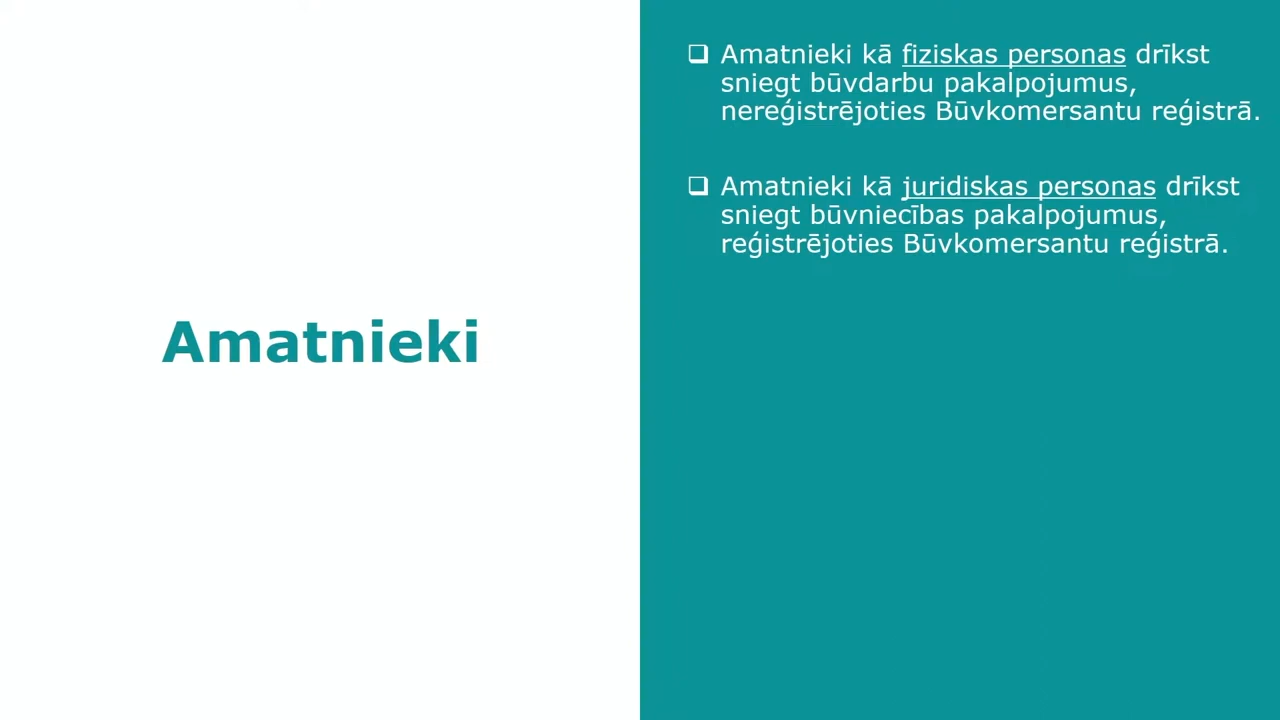 Amatnieki
❑ Amatnieki kā fiziskas personas drīkst
sniegt būvdarbu pakalpojumus,
nereģistrējoties Būvkomersantu reģistrā.
❑ Amatnieki kā juridiskas personas drīkst
sniegt būvniecības pakalpojumus,
reģistrējoties Būvkomersantu reģistrā.